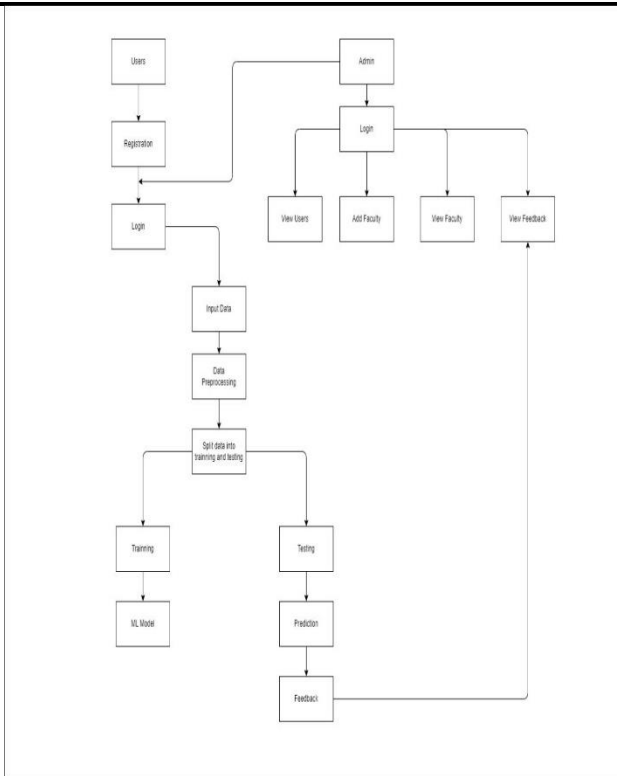 Users
Admin
Registration
Login
Login
View Users
Add Faculty
View Faculty
View Feedback
Input Data
Data
Preprocessing
Split data into
trainning and testing
Trainning
Testing
ML Model
Prediction
Feedback